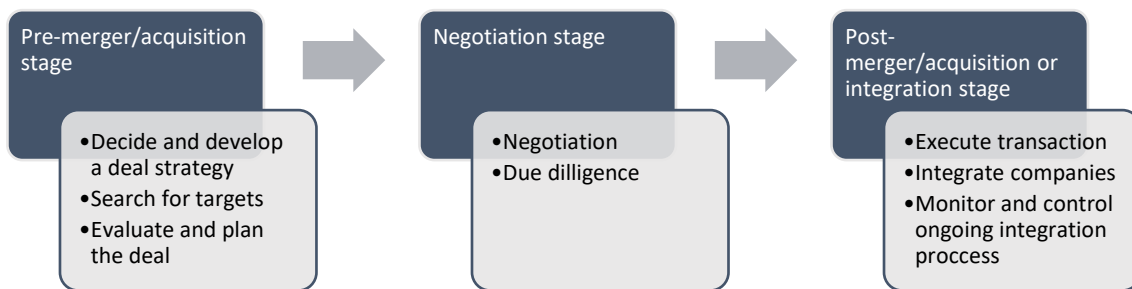 Pre-merger/acquisition
stage
•Decide and develop
a deal strategy
•Search for targets
•Evaluate and plan
the deal
Negotiation stage
•Negotiation
•Due dilligence
Post-
merger/acquisition or
integration stage
•Execute transaction
•Integrate companies
•Monitor and control
ongoing integration
proccess